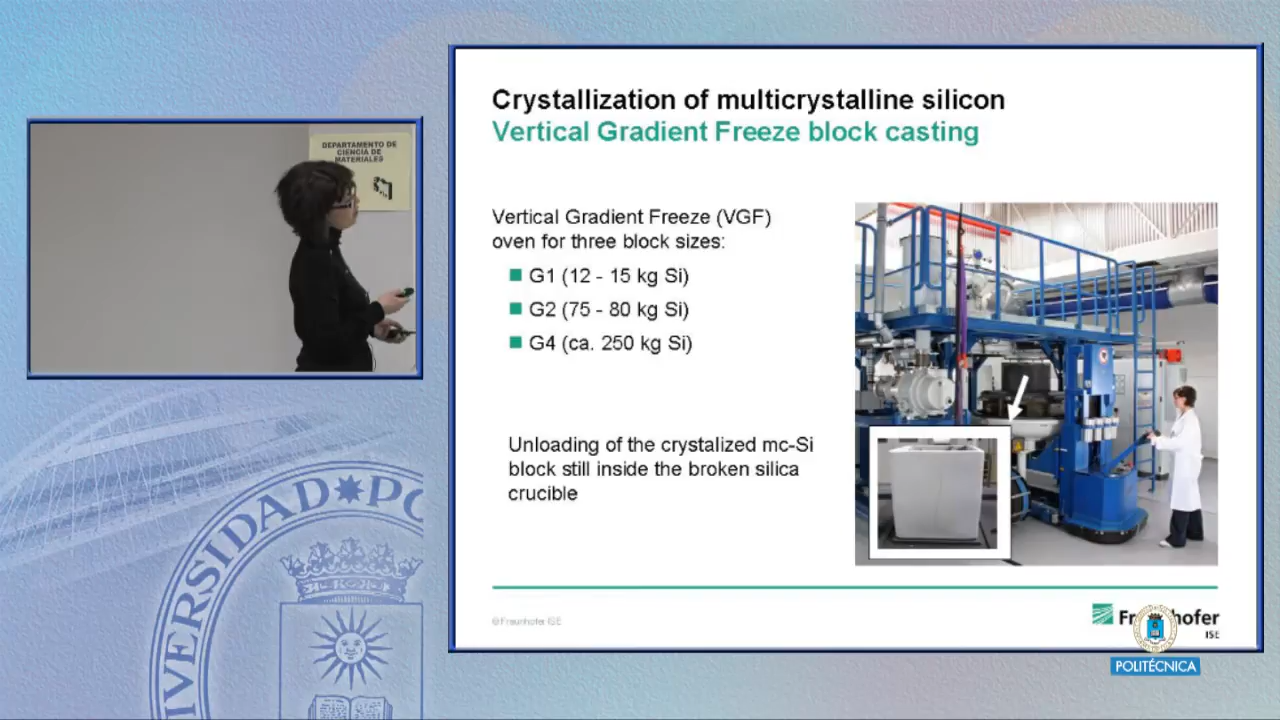 DEPARTAMENTO DE
CIENCIA DE
MATERIALES
Crystallization of multicrystalline silicon
Vertical Gradient Freeze block casting
Vertical Gradient Freeze (VGF)
oven for three block sizes:
G1 (12 - 15 kg Si)
G2 (75 - 80 kg Si)
G4 (ca. 250 kg Si)
Unloading of the crystalized mc-Si
block still inside the broken silica
crucible
©Fraunhofer ISE
ISE
POLITÉCNICA